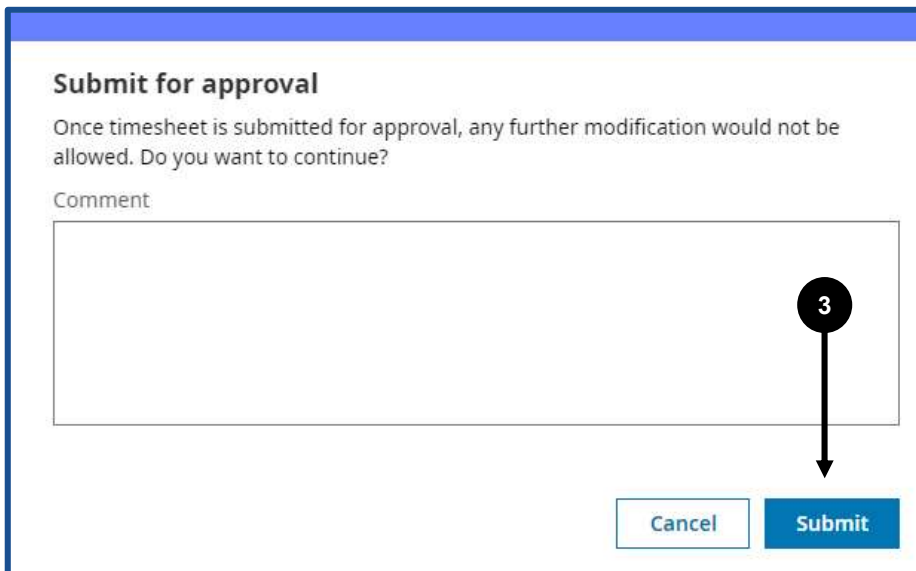 Submit for approval
Once timesheet is submitted for approval, any further modification would not be
allowed. Do you want to continue?
Comment
3
Cancel
Submit